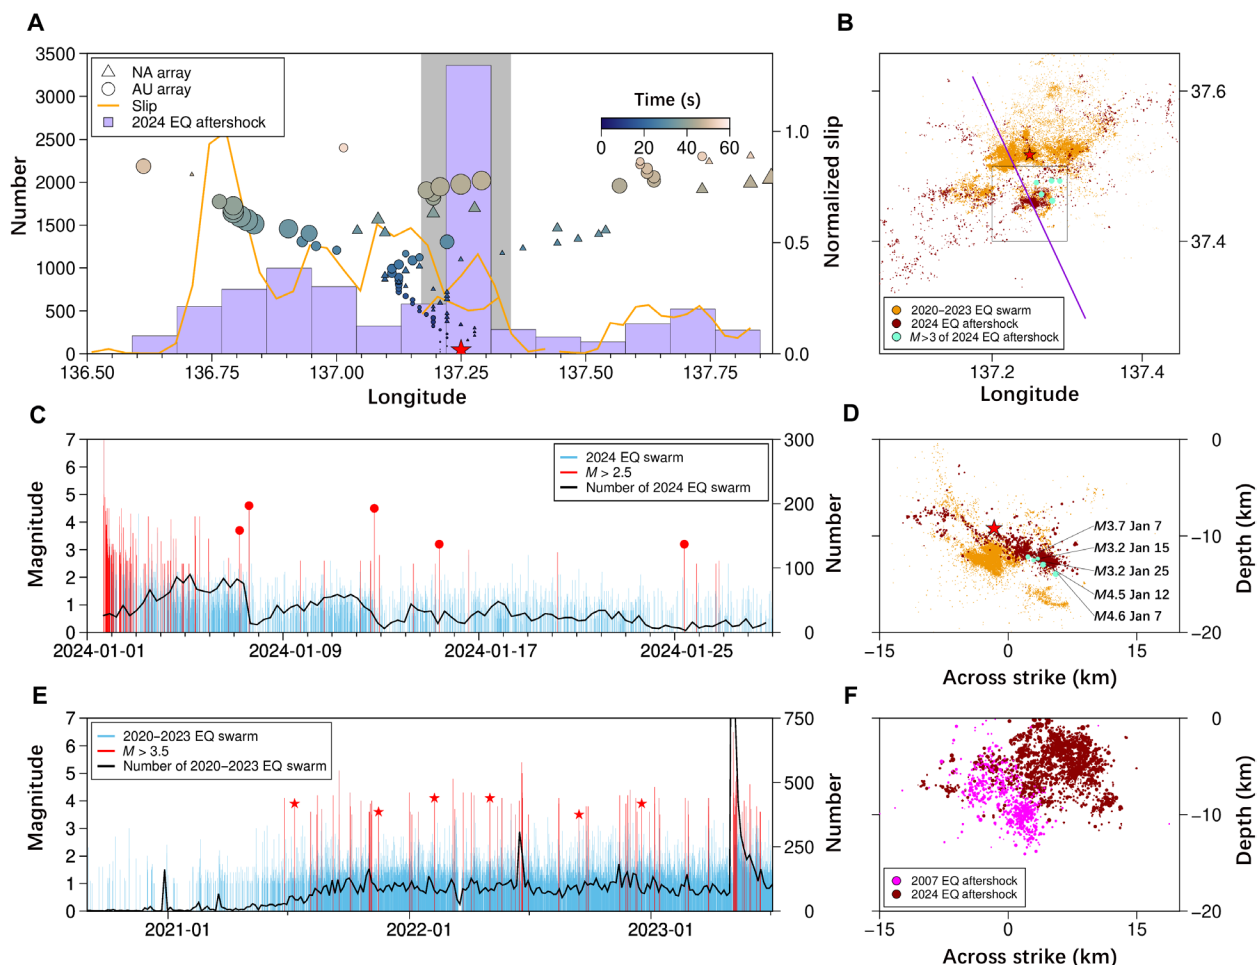 A
3500
3000
2500
2000
1500
1000
500
0
Number
NA array
AU array
Slip
2024 EQ aftershock
Time (s)
0 20 40 60
1.0
0.5
0.0
Normalized slip
136.50 136.75 137.00 137.25 137.50 137.75
Longitude
B
37.6
37.4
2020–2023 EQ swarm
2024 EQ aftershock
M>3 of 2024 EQ aftershock
137.2 137.4
Longitude
C
7
6
5
4
3
2
1
0
Magnitude
2024 EQ swarm
M > 2.5
Number of 2024 EQ swarm
300
200
100
0
Number
2024-01-01 2024-01-09 2024-01-17 2024-01-25
D
0
−10
−20
Depth (km)
M3.7 Jan 7
M3.2 Jan 15
M3.2 Jan 25
M4.5 Jan 12
M4.6 Jan 7
−15 0 15
Across strike (km)
E
7
6
5
4
3
2
1
0
Magnitude
2020–2023 EQ swarm
M > 3.5
Number of 2020–2023 EQ swarm
750
500
250
0
Number
2021-01 2022-01 2023-01
F
0
−10
−20
Depth (km)
2007 EQ aftershock
2024 EQ aftershock
−15 0 15
Across strike (km)